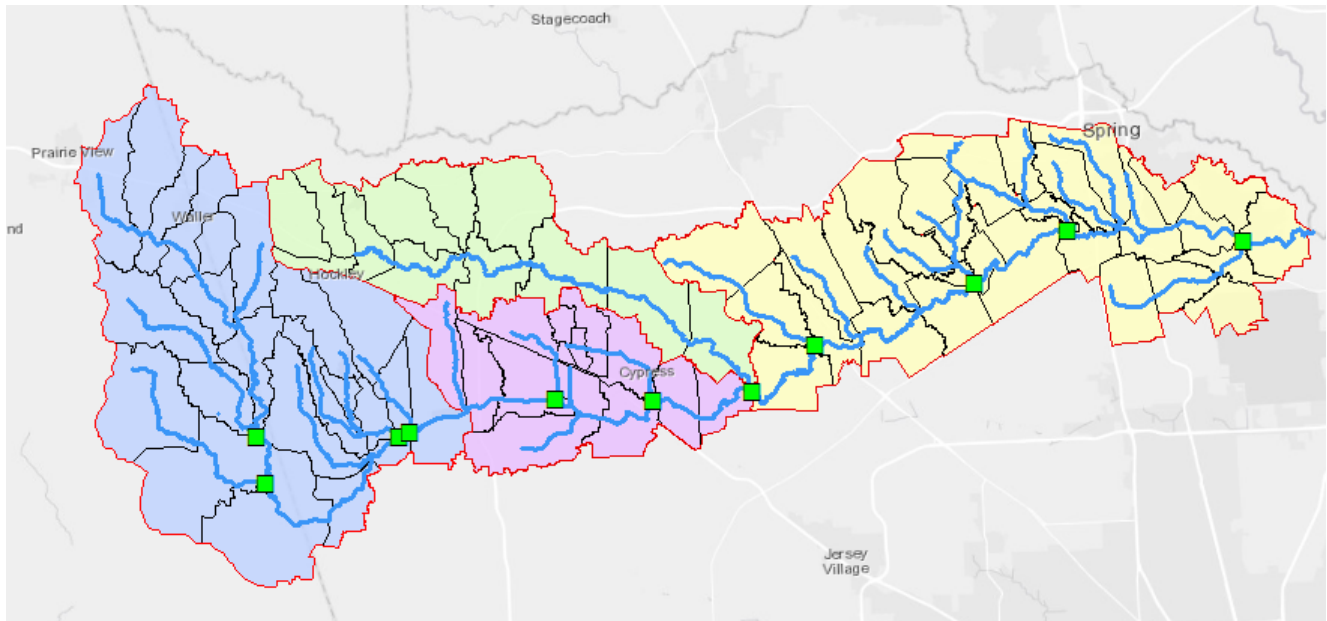 Stagecoach
Spring
Prairie View
Waller
nd
Hockley
Cypress
Jersey
Village